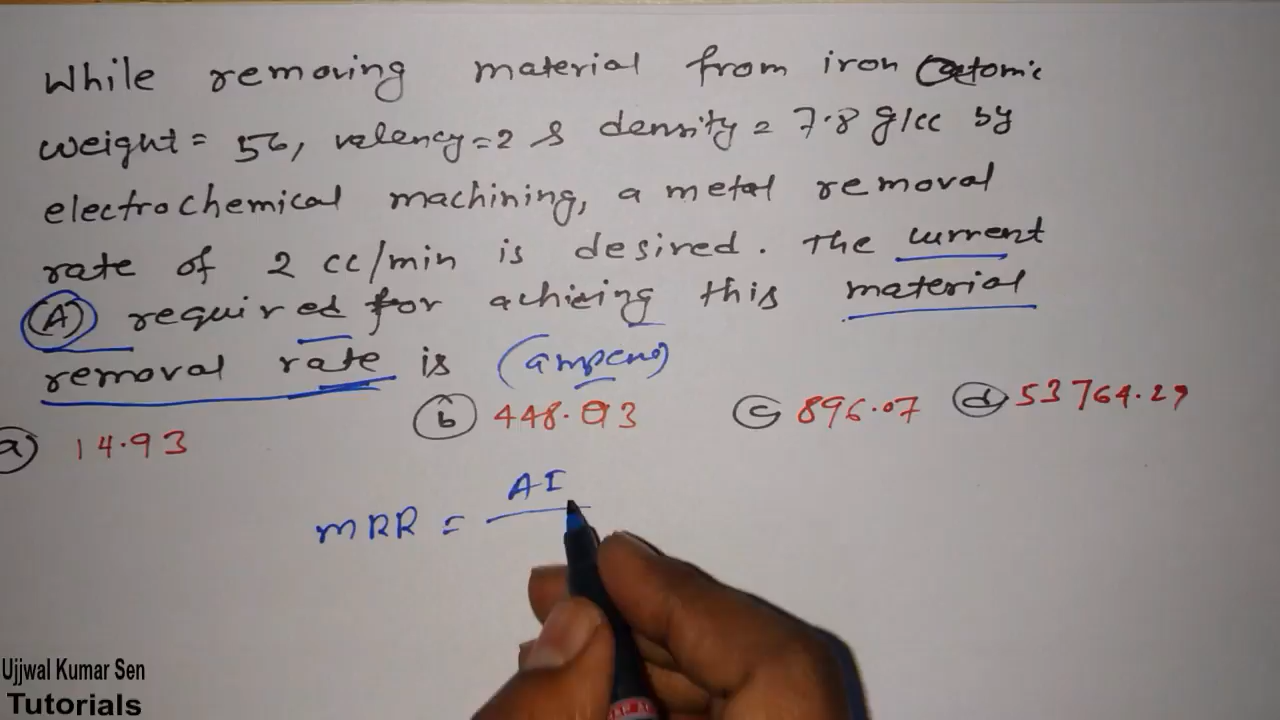 While removing material from iron (atomic
weight = 56, valency = 2 & density = 7.8 g/cc by
electrochemical machining, a metal removal
rate of 2 cc/min is desired. The current
(A) required for achieving this material
removal rate is (ampere)
a) 14.93 (b) 448.03 (c) 896.07 (d) 53764.29
MRR = AI
Ujjwal Kumar Sen
Tutorials